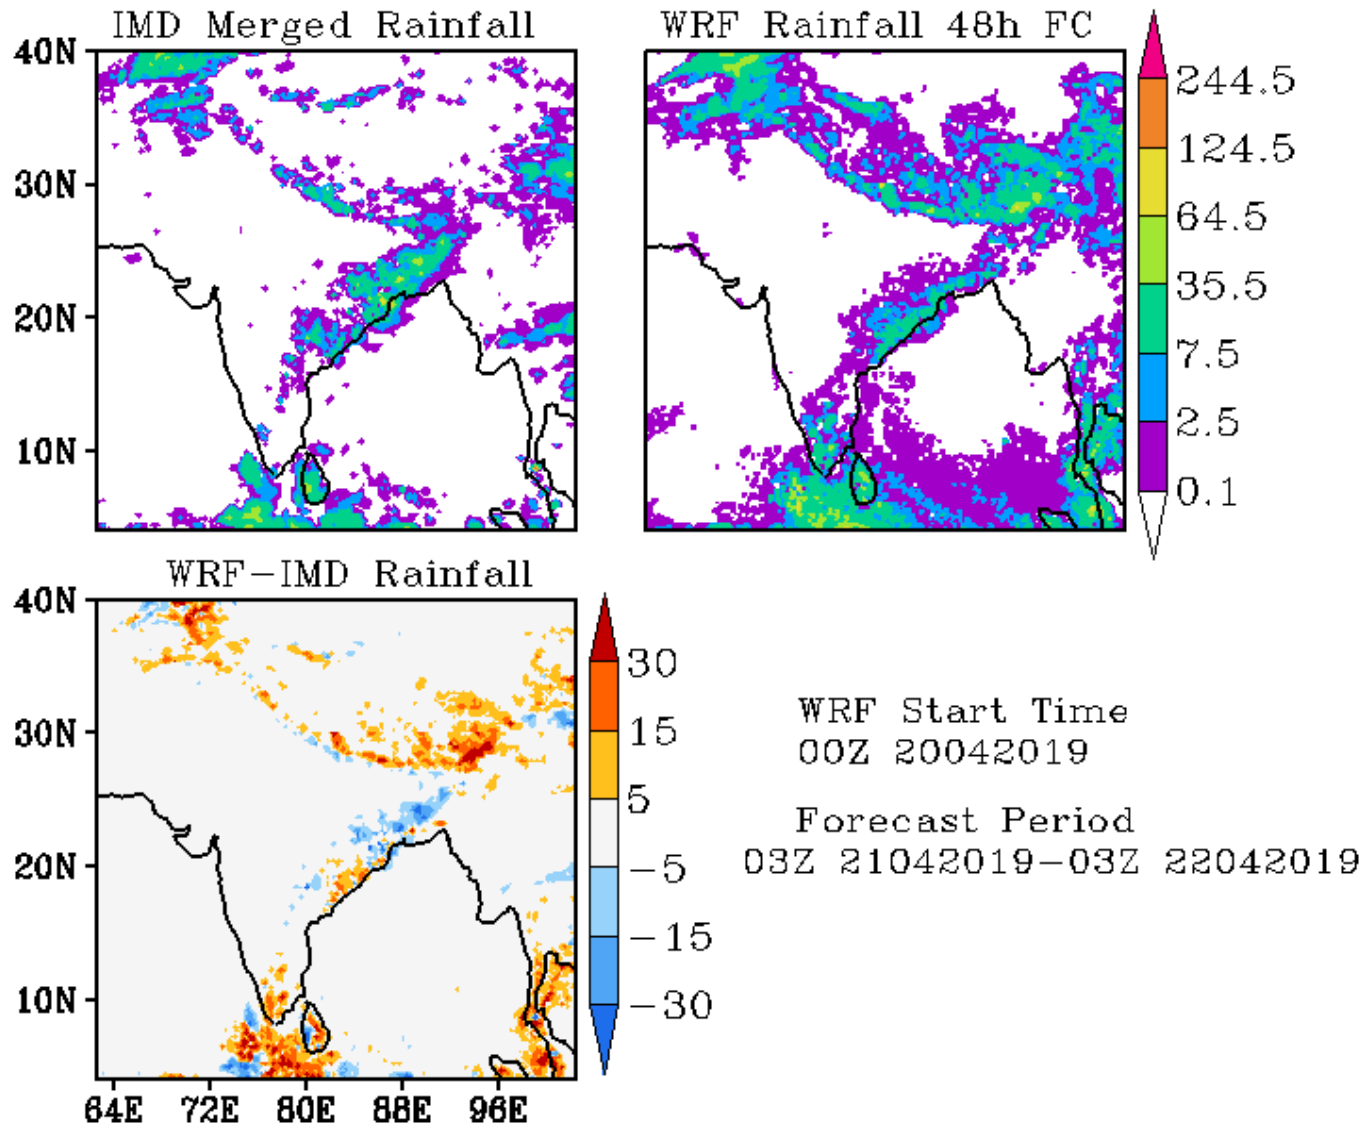 IMD Merged Rainfall
WRF Rainfall 48h FC
40N
30N
20N
10N
244.5
124.5
64.5
35.5
7.5
2.5
0.1
WRF-IMD Rainfall
40N
30N
20N
10N
64E 72E 80E 88E 96E
30
15
5
-5
-15
-30
WRF Start Time
00Z 20042019
Forecast Period
03Z 21042019-03Z 22042019